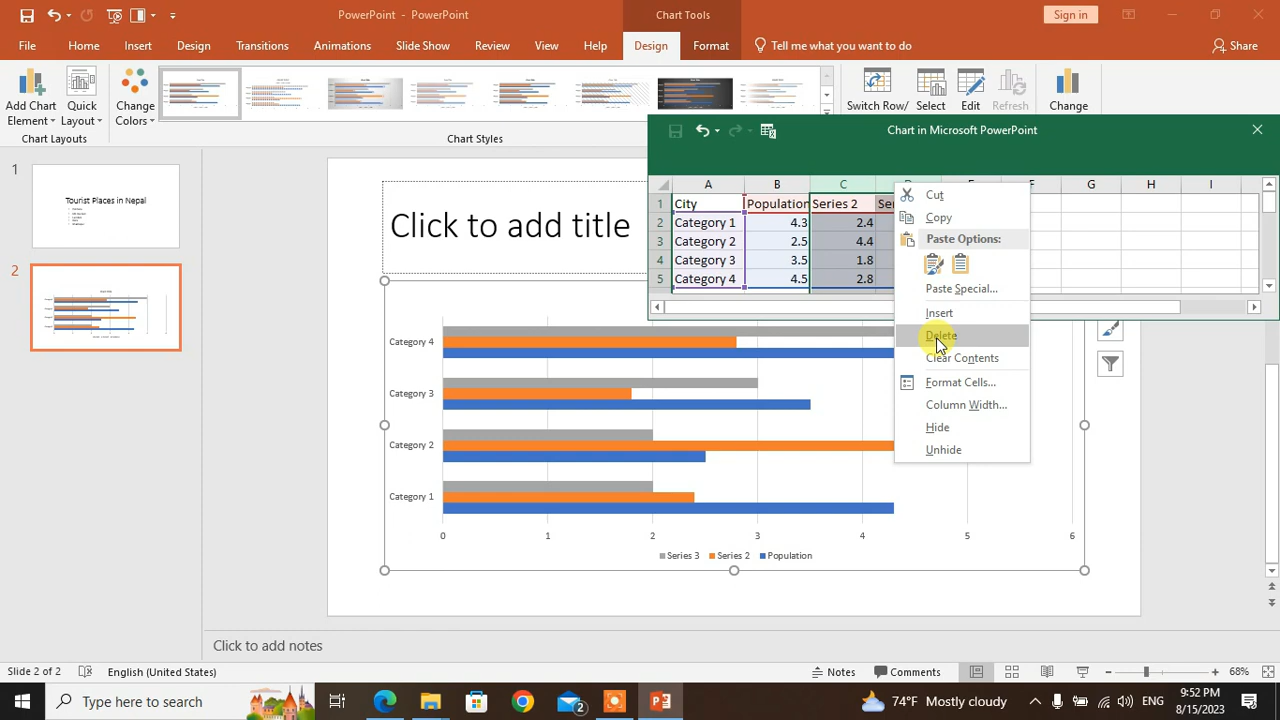 PowerPoint - PowerPoint
Chart Tools
Sign in
File Home Insert Design Transitions Animations Slide Show Review View Help Design Format Tell me what you want to do Share
Add Chart Element
Quick Layout
Change Colors
Switch Row/
Select
Edit
Refresh
Change
Chart Layouts
Chart Styles
Chart in Microsoft PowerPoint
A B C G H I
1 City Population Series 2
2 Category 1 4.3 2.4
3 Category 2 2.5 4.4
4 Category 3 3.5 1.8
5 Category 4 4.5 2.8
Cut
Copy
Paste Options:
Paste Special...
Insert
Delete
Clear Contents
Format Cells...
Column Width...
Hide
Unhide
1
Tourist Places in Nepal
2
Click to add title
Category 4
Category 3
Category 2
Category 1
0 1 2 3 4 5 6
Series 3 Series 2 Population
Click to add notes
Slide 2 of 2 English (United States) Notes Comments 68%
Type here to search
2
74°F Mostly cloudy
ENG
9:52 PM
8/15/2023